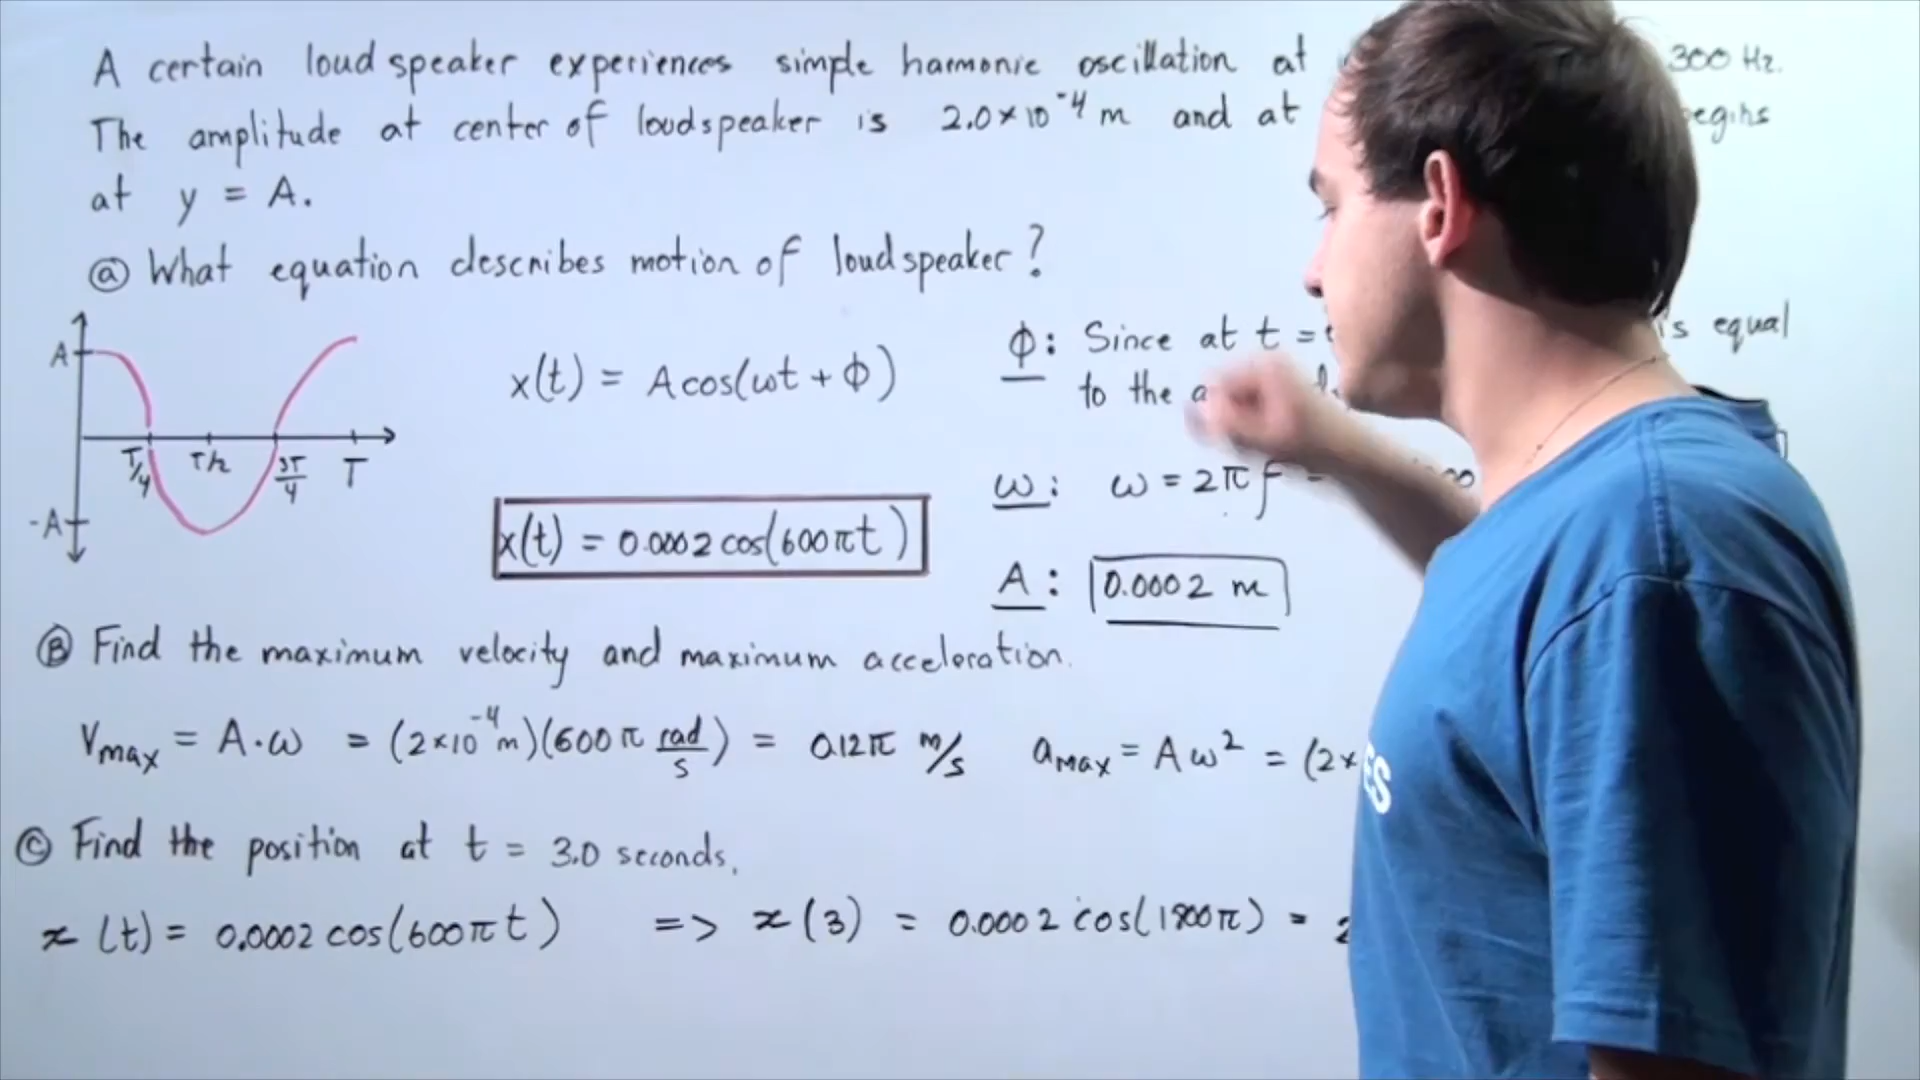 A certain loudspeaker experiences simple harmonic oscillation at 300 Hz.
The amplitude at center of loudspeaker is 2.0×10⁻⁴ m and at
at y = A.
ⓐ What equation describes motion of loudspeaker?
A
T/4 T/2 3T/4 T
-A
x(t) = A cos(ωt + Φ)
x(t) = 0.0002 cos(600πt)
Φ: Since at t = is equal
to the
ω: ω = 2πf
A: 0.0002 m
Ⓑ Find the maximum velocity and maximum acceleration.
Vmax = A·ω = (2×10⁻⁴m)(600π rad/s) = 0.12π m/s aMAX = Aω² = (2×
ES
Ⓒ Find the position at t = 3.0 seconds.
x(t) = 0.0002 cos(600πt) => x(3) = 0.0002 cos(1800π) =